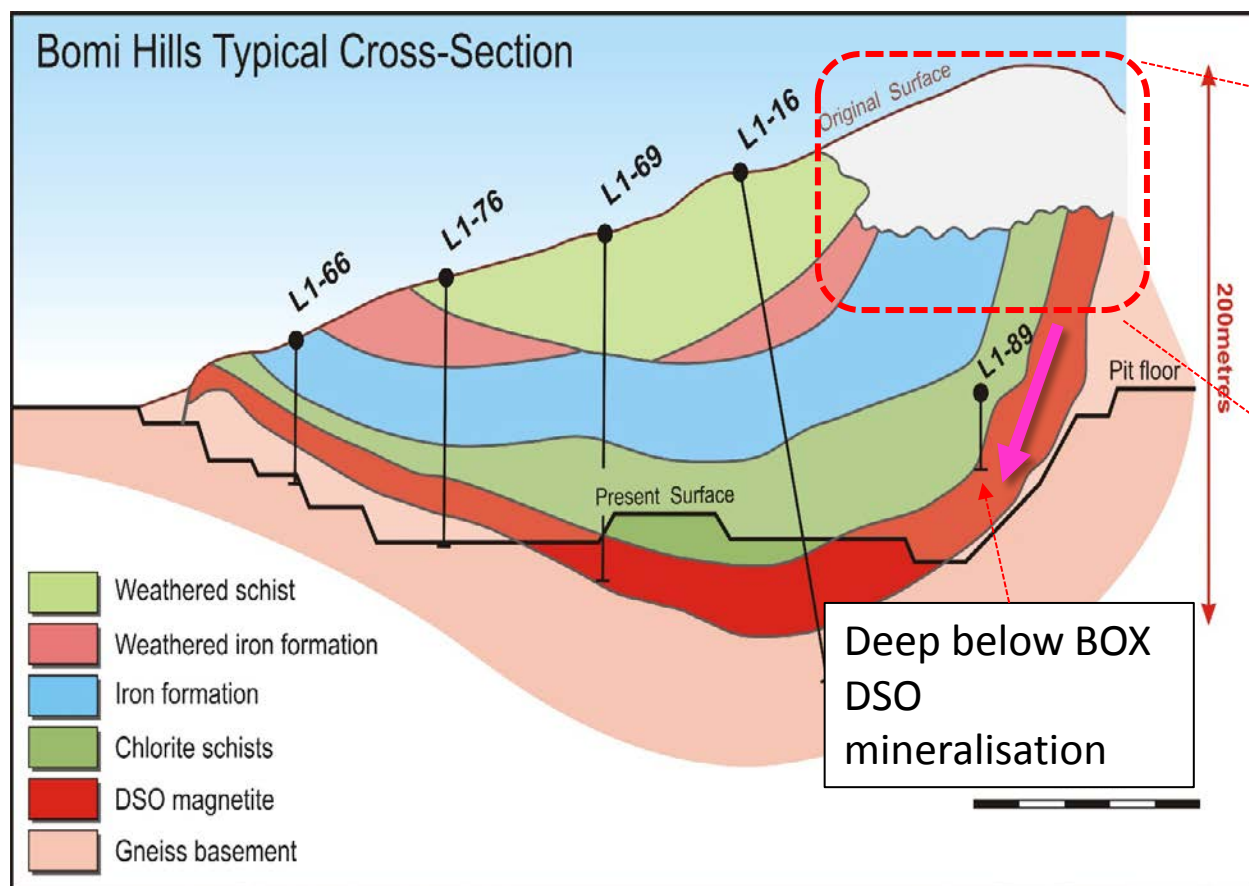 Bomi Hills Typical Cross-Section
Original Surface
L1-16
L1-69
L1-76
L1-66
L1-89
Pit floor
200metres
Present Surface
Weathered schist
Weathered iron formation
Iron formation
Chlorite schists
DSO magnetite
Gneiss basement
Deep below BOX
DSO
mineralisation